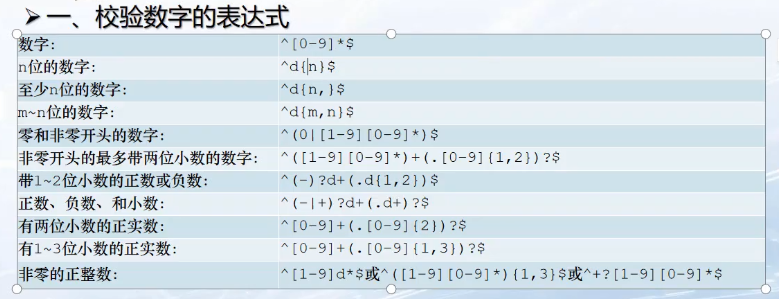 ➢一、校验数字的表达式
数字: ^[0-9]*$
n位的数字: ^d{n}$
至少n位的数字: ^d{n,}$
m~n位的数字: ^d{m,n}$
零和非零开头的数字: ^(0|[1-9][0-9]*)$
非零开头的最多带两位小数的数字: ^([1-9][0-9]*)+(.[0-9]{1,2})?$
带1~2位小数的正数或负数: ^(-)?d+(.d{1,2})$
正数、负数、和小数: ^(-|+)?d+(.d+)?$
有两位小数的正实数: ^[0-9]+(.[0-9]{2})?$
有1~3位小数的正实数: ^[0-9]+(.[0-9]{1,3})?$
非零的正整数: ^[1-9]d*$或^([1-9][0-9]*){1,3}$或^+?[1-9][0-9]*$